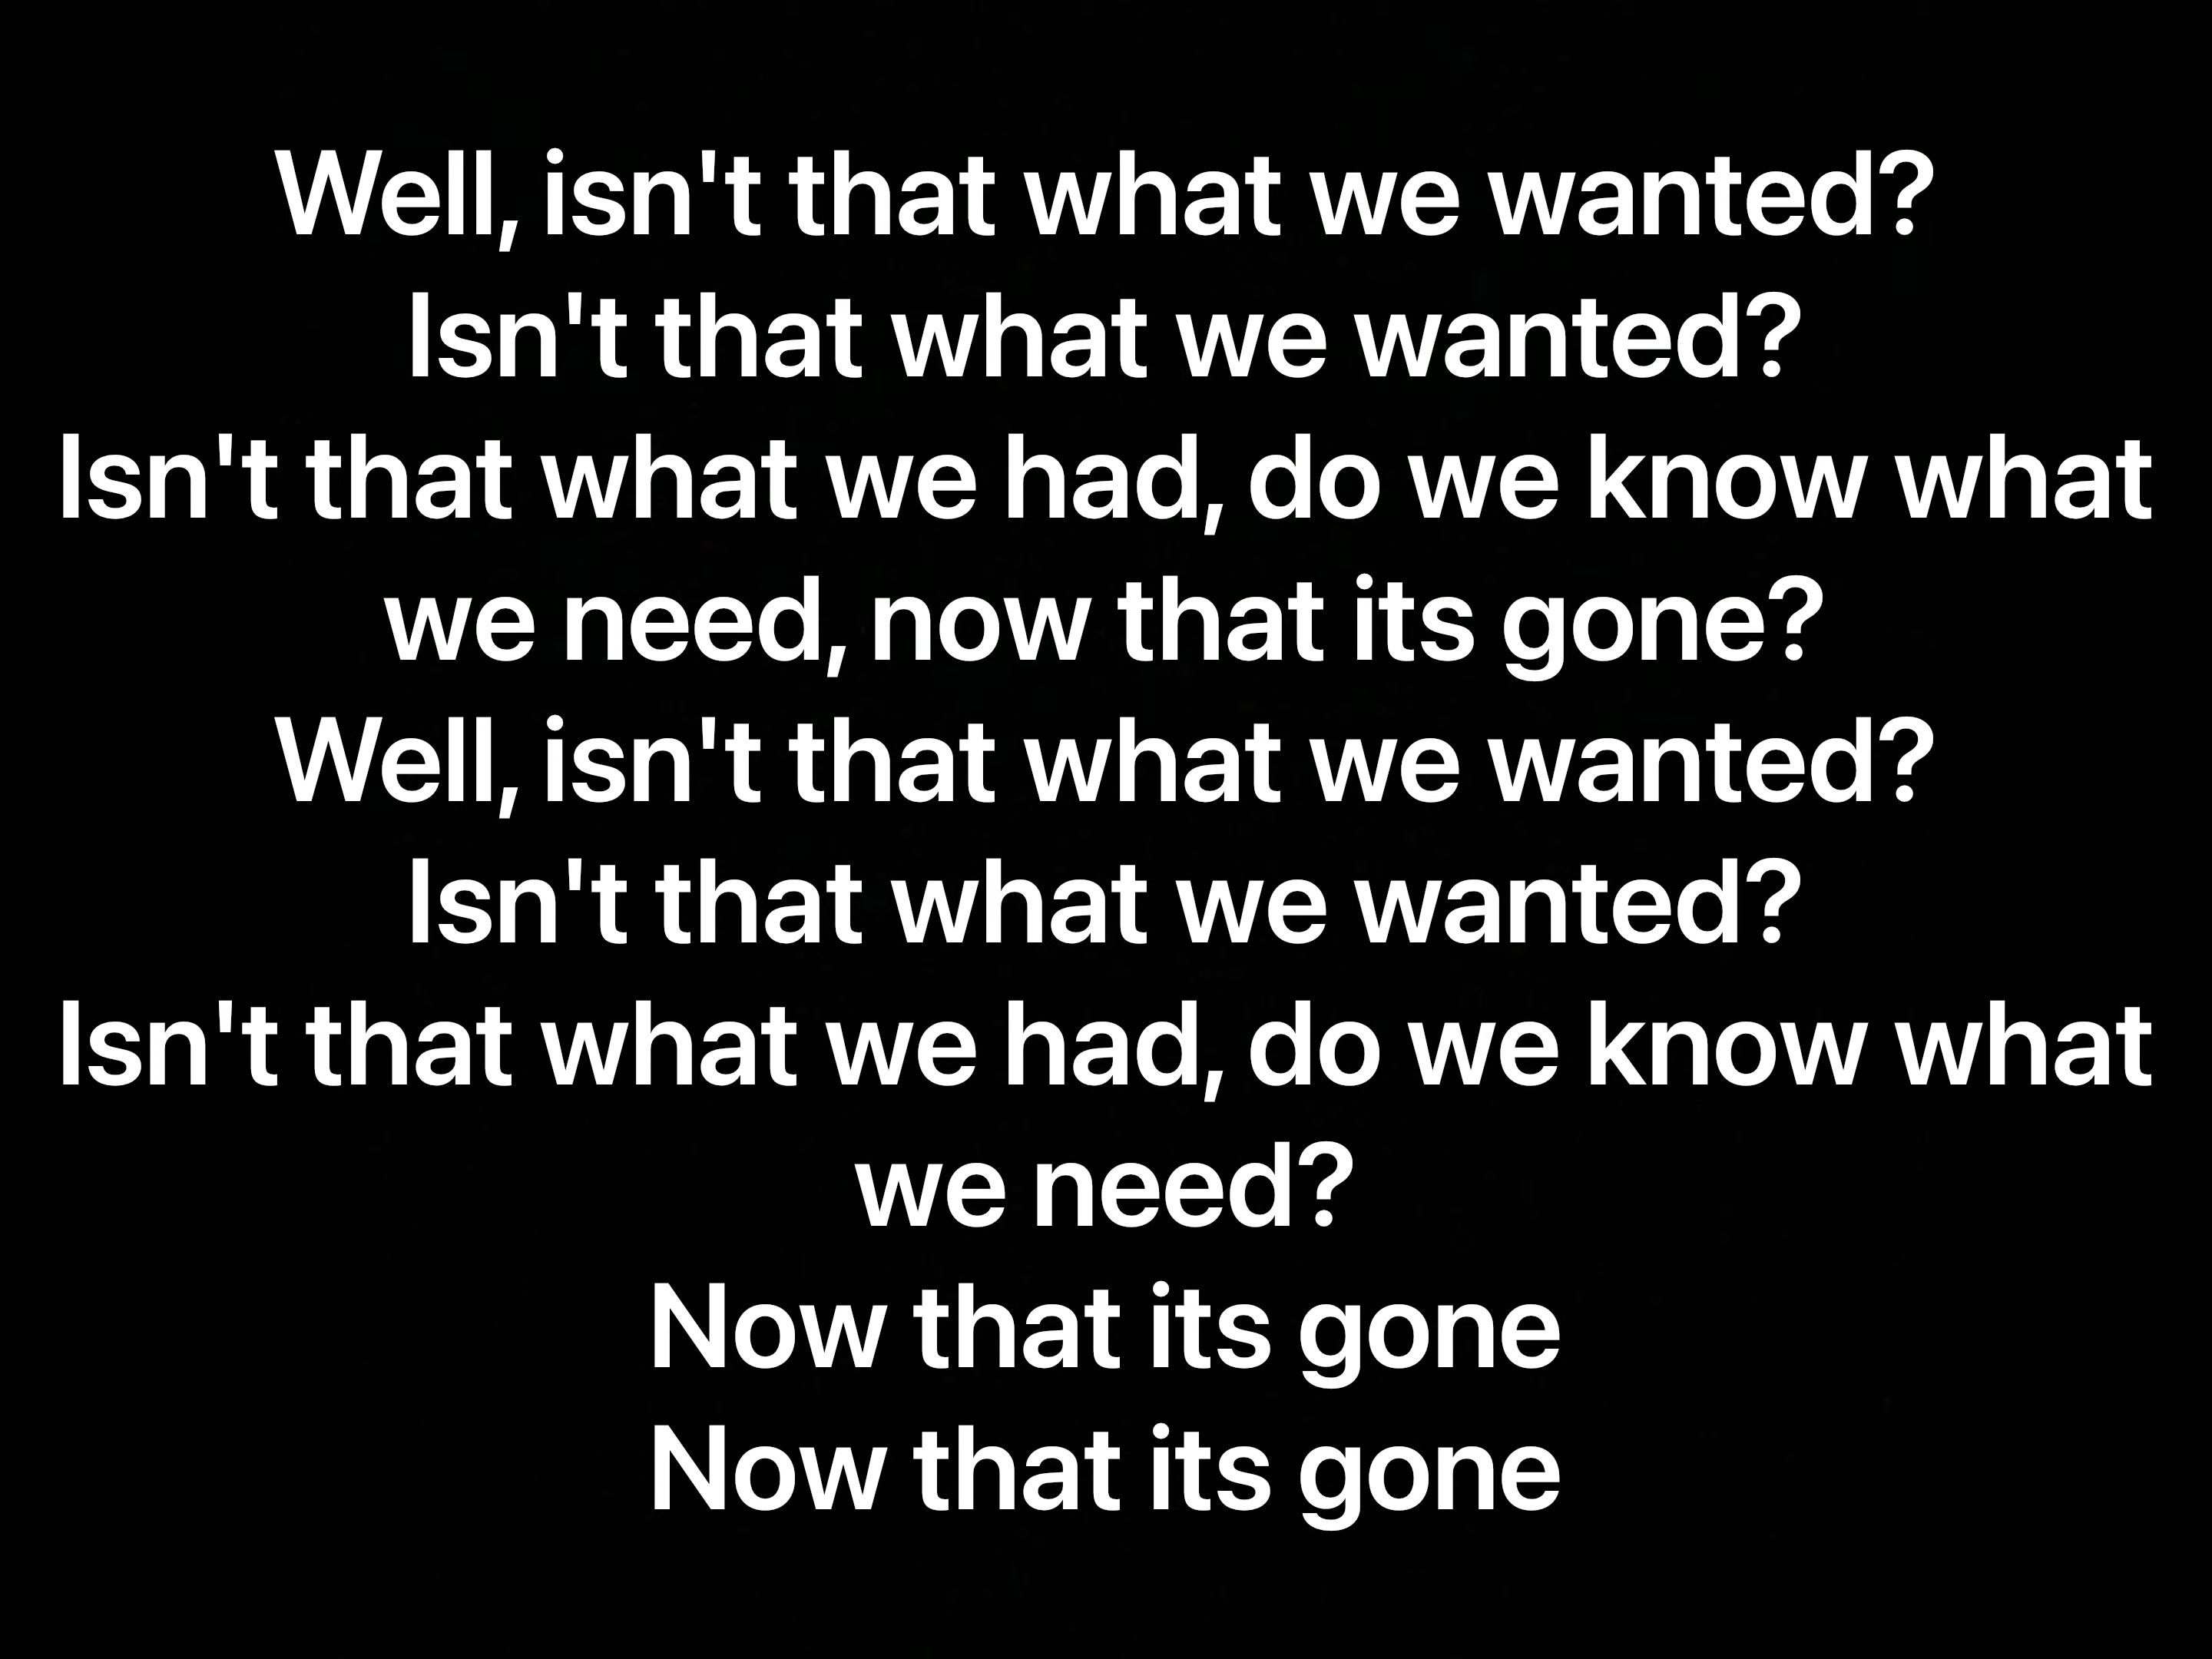 Well, isn't that what we wanted?
Isn't that what we wanted?
Isn't that what we had, do we know what
we need, now that its gone?
Well, isn't that what we wanted?
Isn't that what we wanted?
Isn't that what we had, do we know what
we need?
Now that its gone
Now that its gone